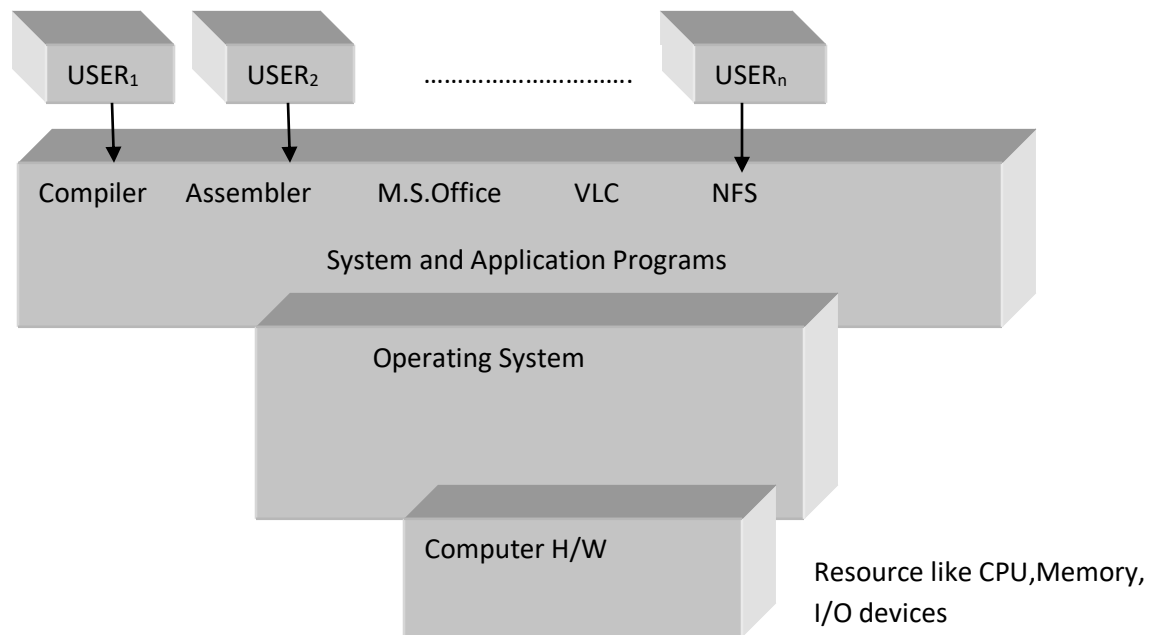 USER₁ USER₂ ................................. USERₙ
Compiler Assembler M.S.Office VLC NFS
System and Application Programs
Operating System
Computer H/W
Resource like CPU,Memory,
I/O devices